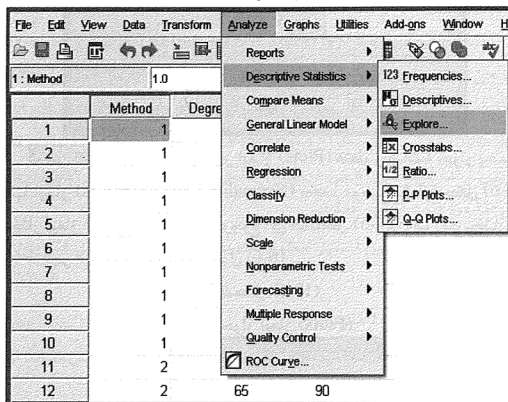 File Edit View Data Transform Analyze Graphs Utilities Add-ons Window H
1 : Method 1.0
Method Degre
1 1
2 1
3 1
4 1
5 1
6 1
7 1
8 1
9 1
10 1
11 2
12 2 65 90
Reports
Descriptive Statistics
Compare Means
General Linear Model
Correlate
Regression
Classify
Dimension Reduction
Scale
Nonparametric Tests
Forecasting
Multiple Response
Quality Control
ROC Curve...
123 Frequencies...
Descriptives...
Explore...
Crosstabs...
1/2 Ratio...
P-P Plots...
Q-Q Plots...